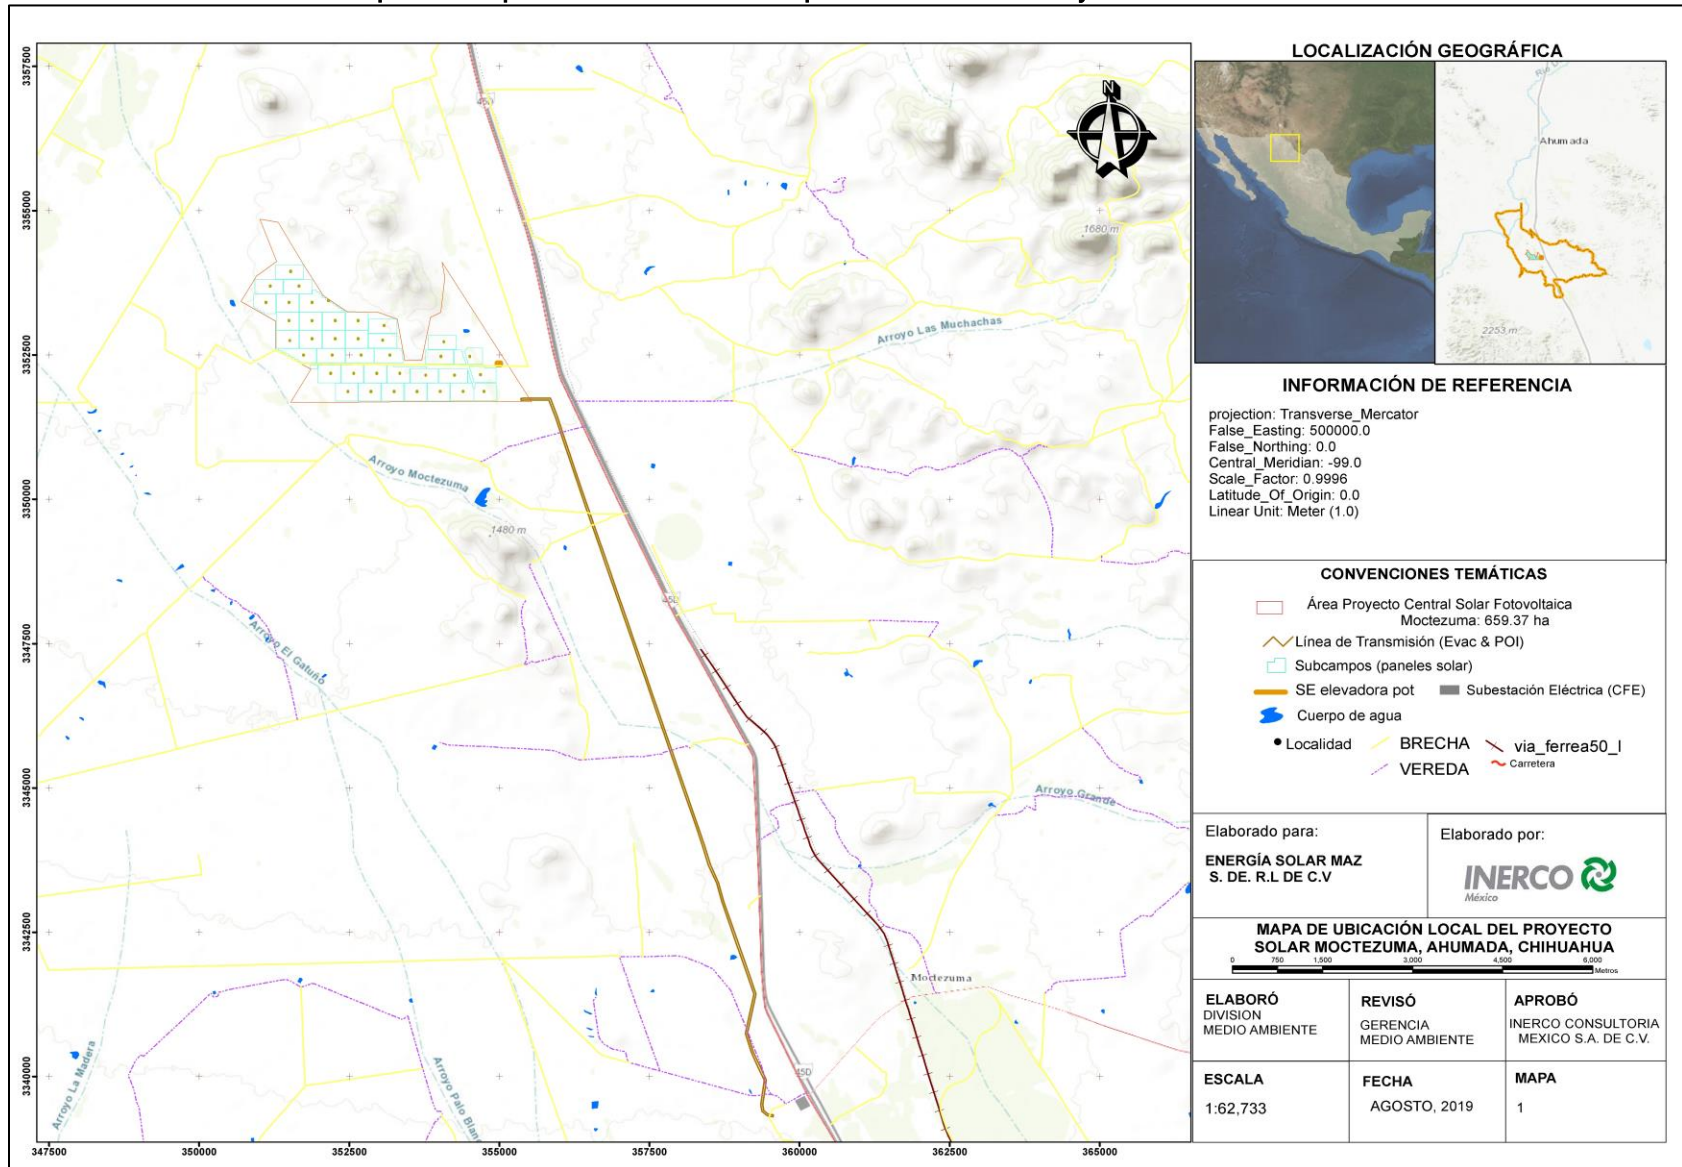 3357500
3355000
3352500
3350000
3347500
3345000
3342500
3340000
347500
350000
352500
355000
357500
360000
362500
365000
N
45D
1680 m
Arroyo Las Muchachas
Arroyo Moctezuma
1480 m
45D
Arroyo El Gatuño
Arroyo Grande
Moctezuma
45D
Arroyo La Madera
Arroyo Palo Blan
LOCALIZACIÓN GEOGRÁFICA
Ahumada
2253 m
INFORMACIÓN DE REFERENCIA
projection: Transverse_Mercator
False_Easting: 500000.0
False_Northing: 0.0
Central_Meridian: -99.0
Scale_Factor: 0.9996
Latitude_Of_Origin: 0.0
Linear Unit: Meter (1.0)
CONVENCIONES TEMÁTICAS
Área Proyecto Central Solar Fotovoltaica
Moctezuma: 659.37 ha
Línea de Transmisión (Evac & POI)
Subcampos (paneles solar)
SE elevadora pot
Subestación Eléctrica (CFE)
Cuerpo de agua
Localidad
BRECHA
via_ferrea50_l
VEREDA
Carretera
Elaborado para:
ENERGÍA SOLAR MAZ
S. DE. R.L DE C.V
Elaborado por:
INERCO
México
MAPA DE UBICACIÓN LOCAL DEL PROYECTO
SOLAR MOCTEZUMA, AHUMADA, CHIHUAHUA
0 750 1,500 3,000 4,500 6,000
Metros
ELABORÓ
DIVISION
MEDIO AMBIENTE
REVISÓ
GERENCIA
MEDIO AMBIENTE
APROBÓ
INERCO CONSULTORIA
MEXICO S.A. DE C.V.
ESCALA
1:62,733
FECHA
AGOSTO, 2019
MAPA
1